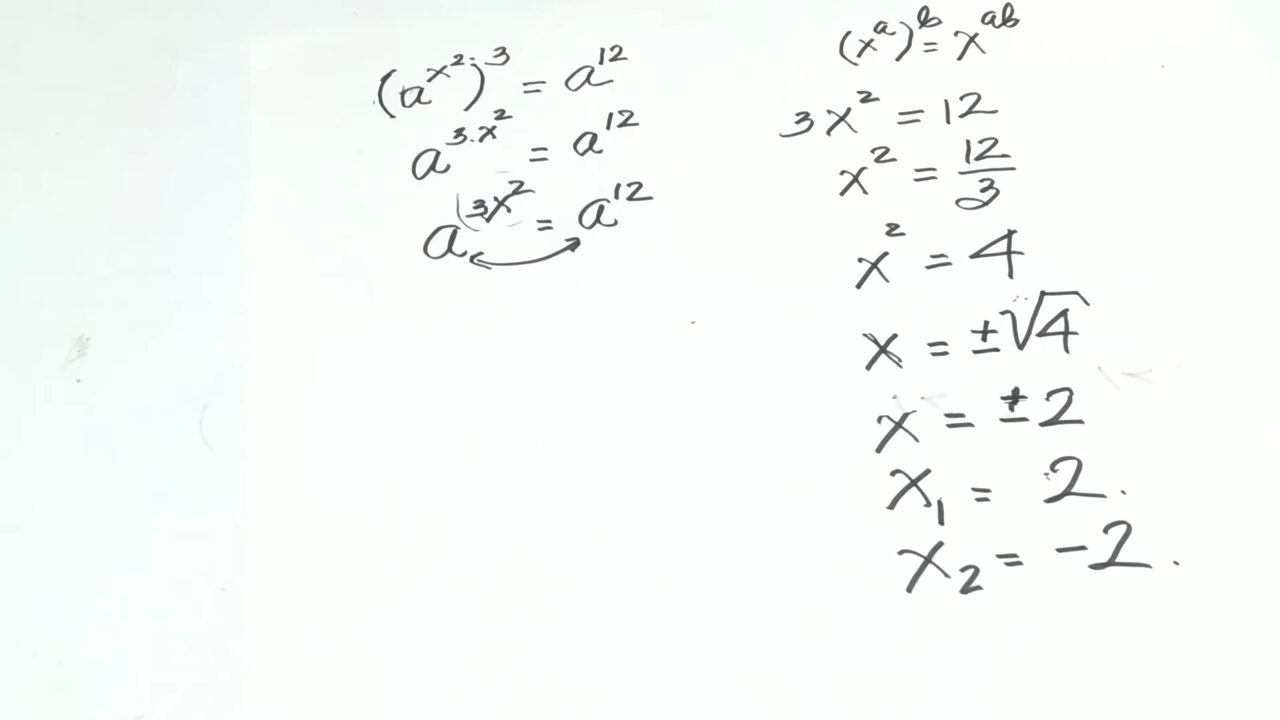 (a^{x^2})^3 = a^{12}
a^{3·x^2} = a^{12}
a^{(3x^2} = a^{12}
(x^a)^b = x^{ab}
3x^2 = 12
x^2 = \frac{12}{3}
x^2 = 4
x = ±√4
x = ±2
x_1 = 2.
x_2 = -2.